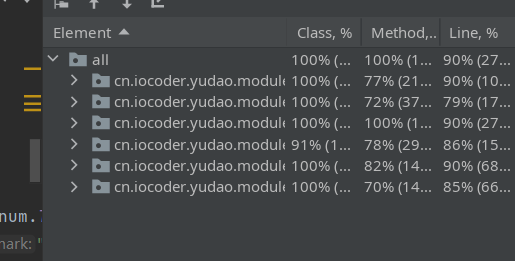 Element Class, % Method,.. Line, %
all 100% (... 100% (1... 90% (27...
cn.iocoder.yudao.module 100% (... 77% (21... 90% (10...
cn.iocoder.yudao.module 100% (... 72% (37... 79% (17...
cn.iocoder.yudao.module 100% (... 100% (1... 90% (27...
cn.iocoder.yudao.module 91% (1... 78% (29... 86% (15...
cn.iocoder.yudao.module 100% (... 82% (14... 90% (68...
cn.iocoder.yudao.module 100% (... 70% (14... 85% (66...
num.
mark: "